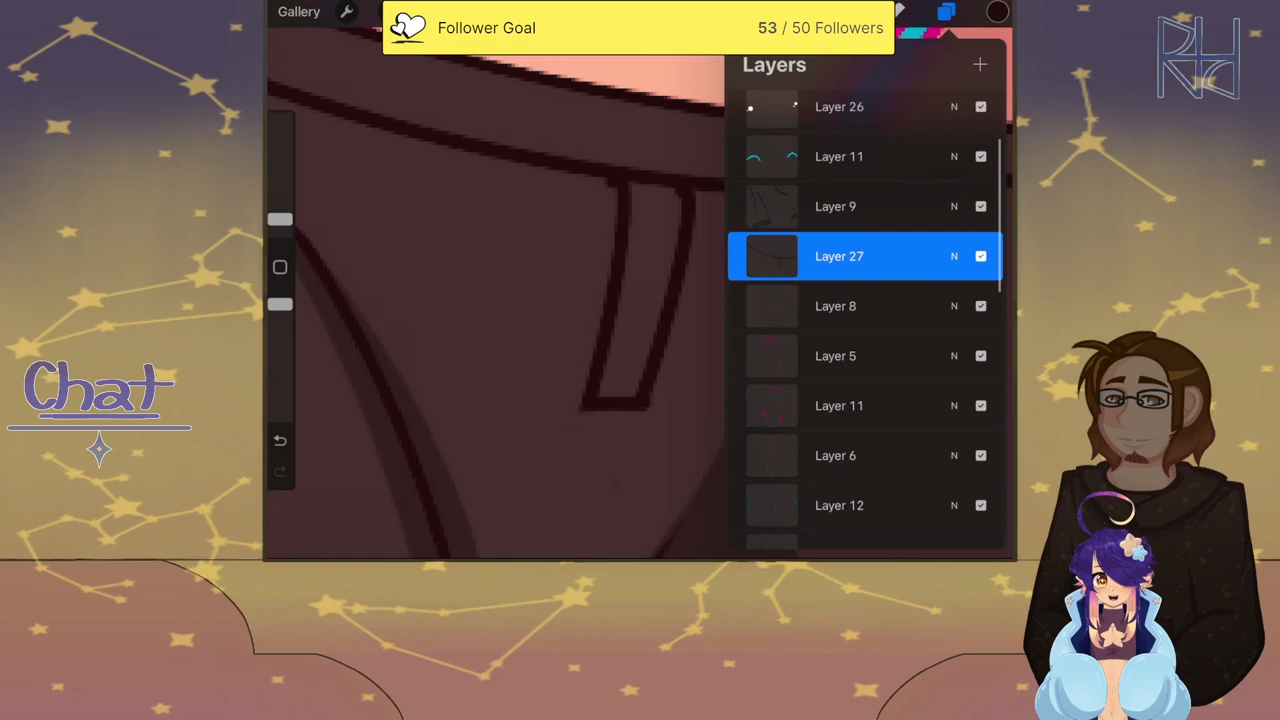 Gallery
Follower Goal
53 / 50 Followers
Layers
Layer 26 N
Layer 11 N
Layer 9 N
Layer 27 N
Layer 8 N
Layer 5 N
Layer 11 N
Layer 6 N
Layer 12 N
Chat